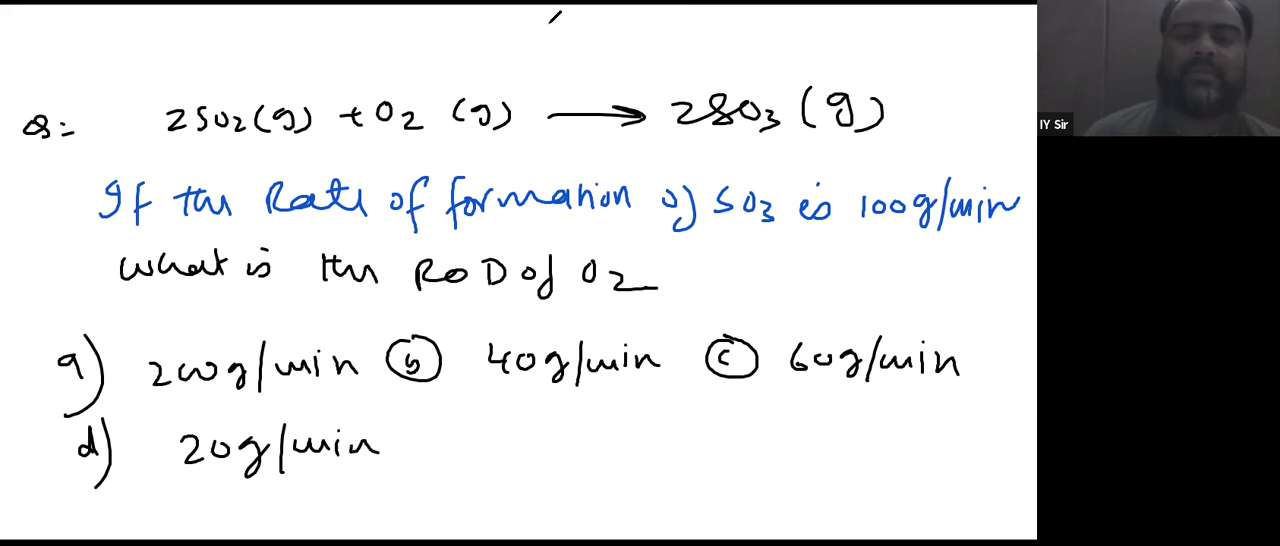 Q:= 2SO2(g) + O2 (g) ⟶ 2SO3 (g)
If the Rate of formation of SO3 is 100g/min
what is the RoD of O2
a) 200g/min (b) 40g/min (c) 60g/min
d) 20g/min
IY Sir